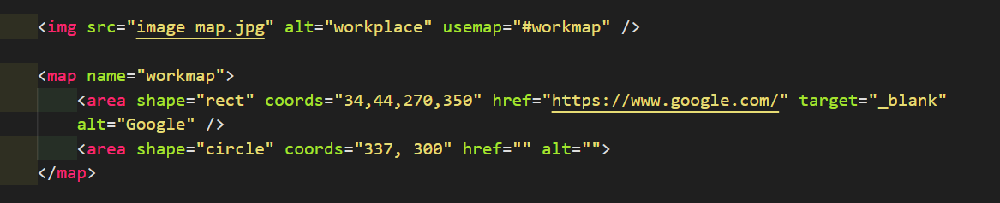 <img src="image map.jpg" alt="workplace" usemap="#workmap" />
<map name="workmap">
<area shape="rect" coords="34,44,270,350" href="https://www.google.com/" target="_blank"
alt="Google" />
<area shape="circle" coords="337, 300" href="" alt="">
</map>